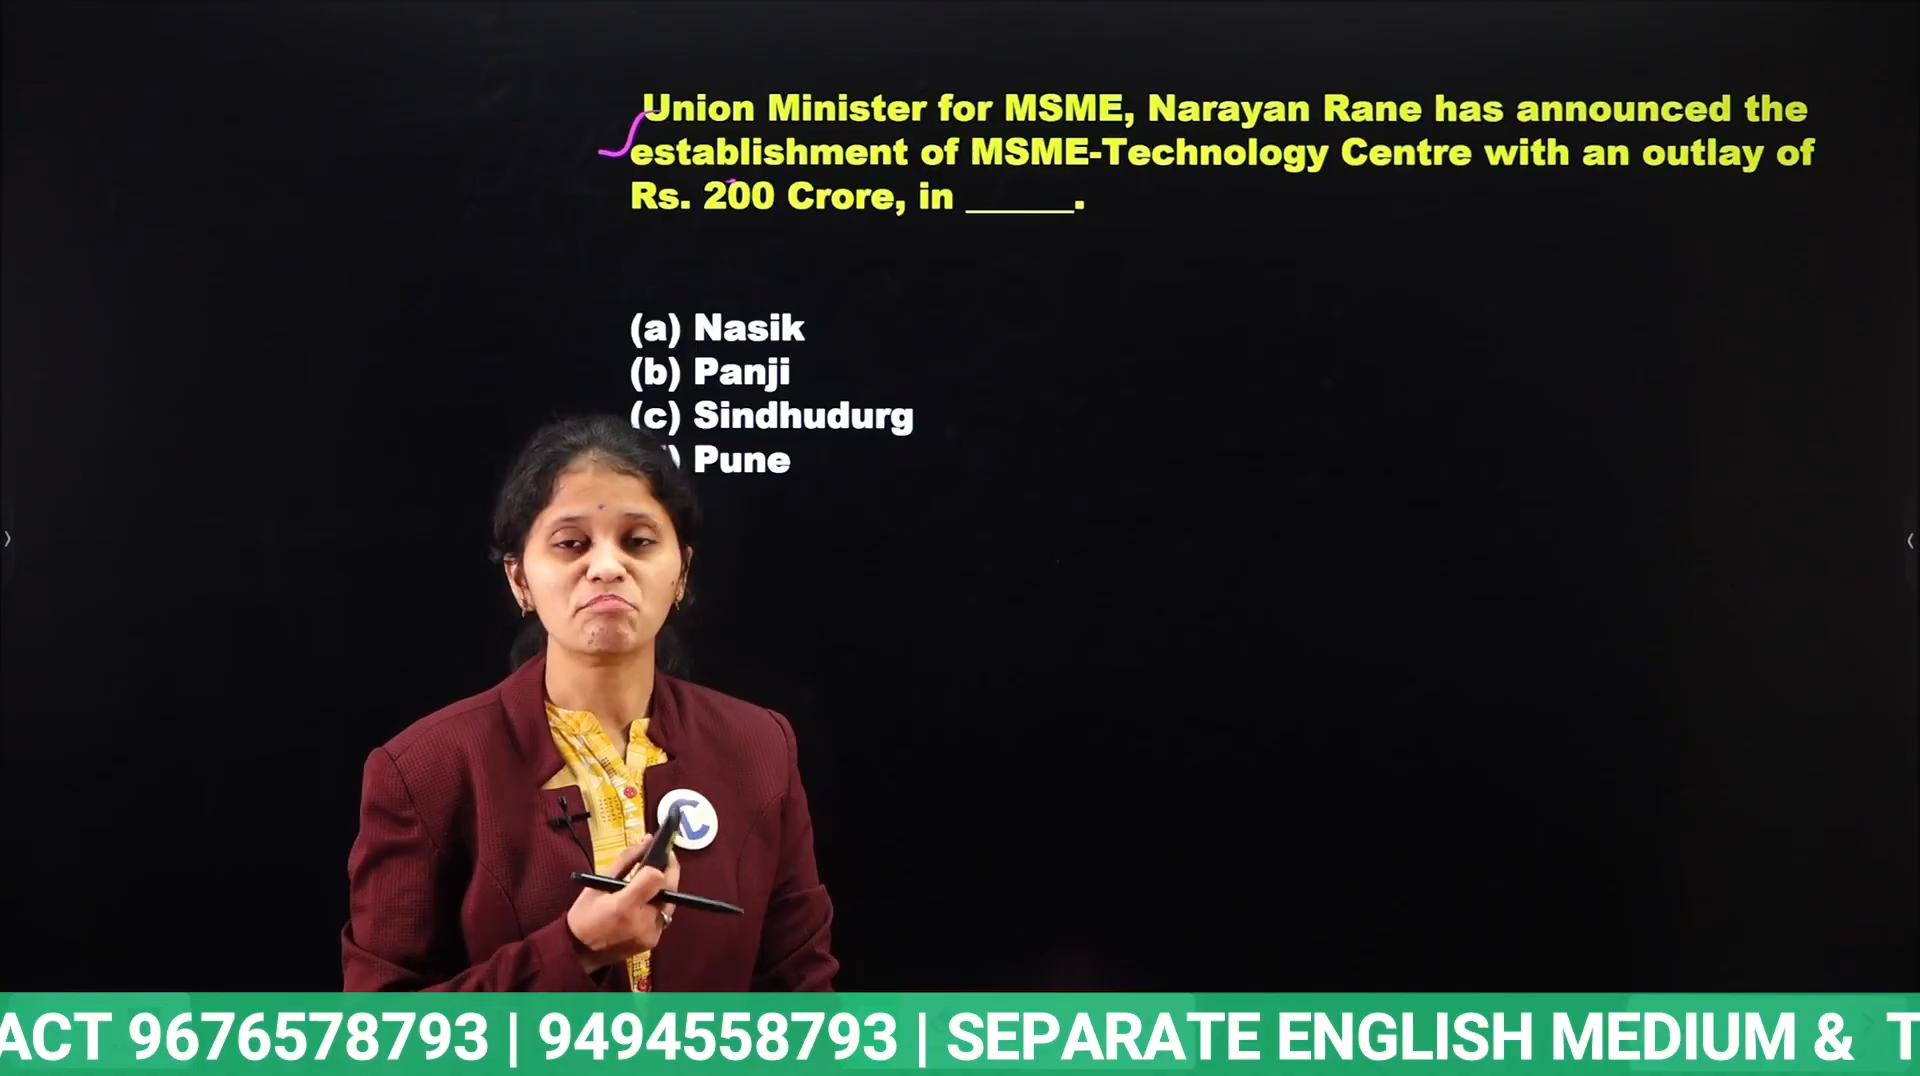 Union Minister for MSME, Narayan Rane has announced the
establishment of MSME-Technology Centre with an outlay of
Rs. 200 Crore, in ______.
(a) Nasik
(b) Panji
(c) Sindhudurg
) Pune
ACT 9676578793 | 9494558793 | SEPARATE ENGLISH MEDIUM & T